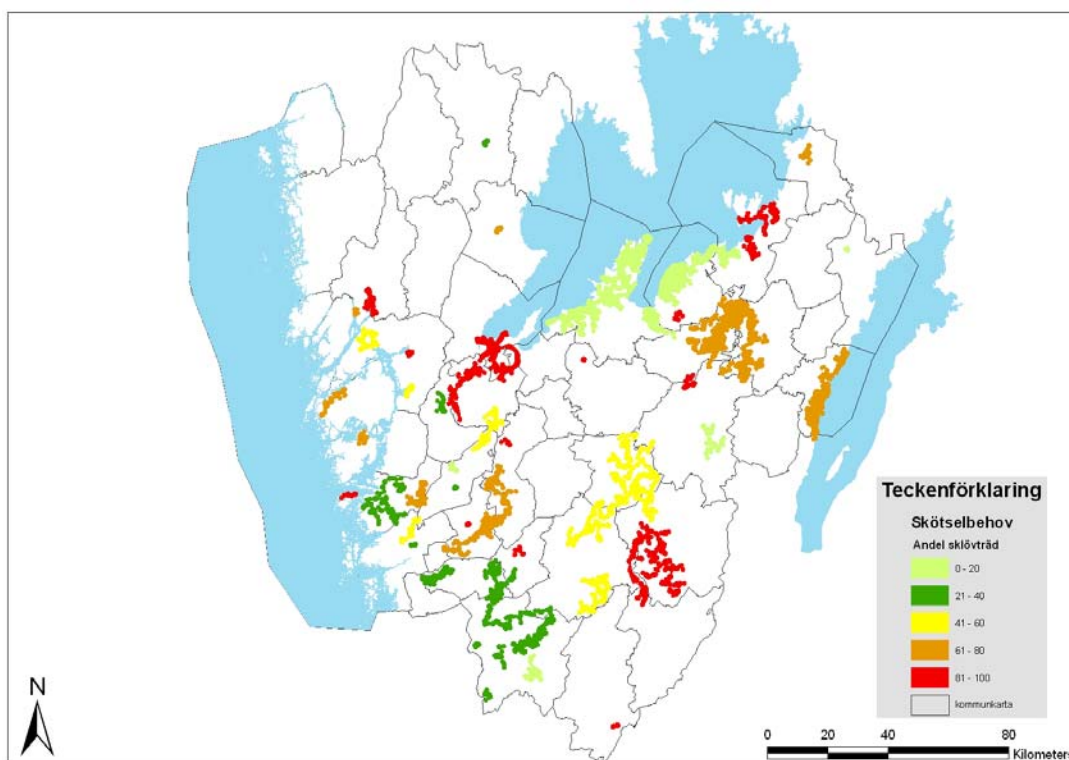 Teckenförklaring
Skötselbehov
Andel sklövträd
0 - 20
21 - 40
41 - 60
61 - 80
81 - 100
kommunkarta
N
0 20 40 80
Kilometers